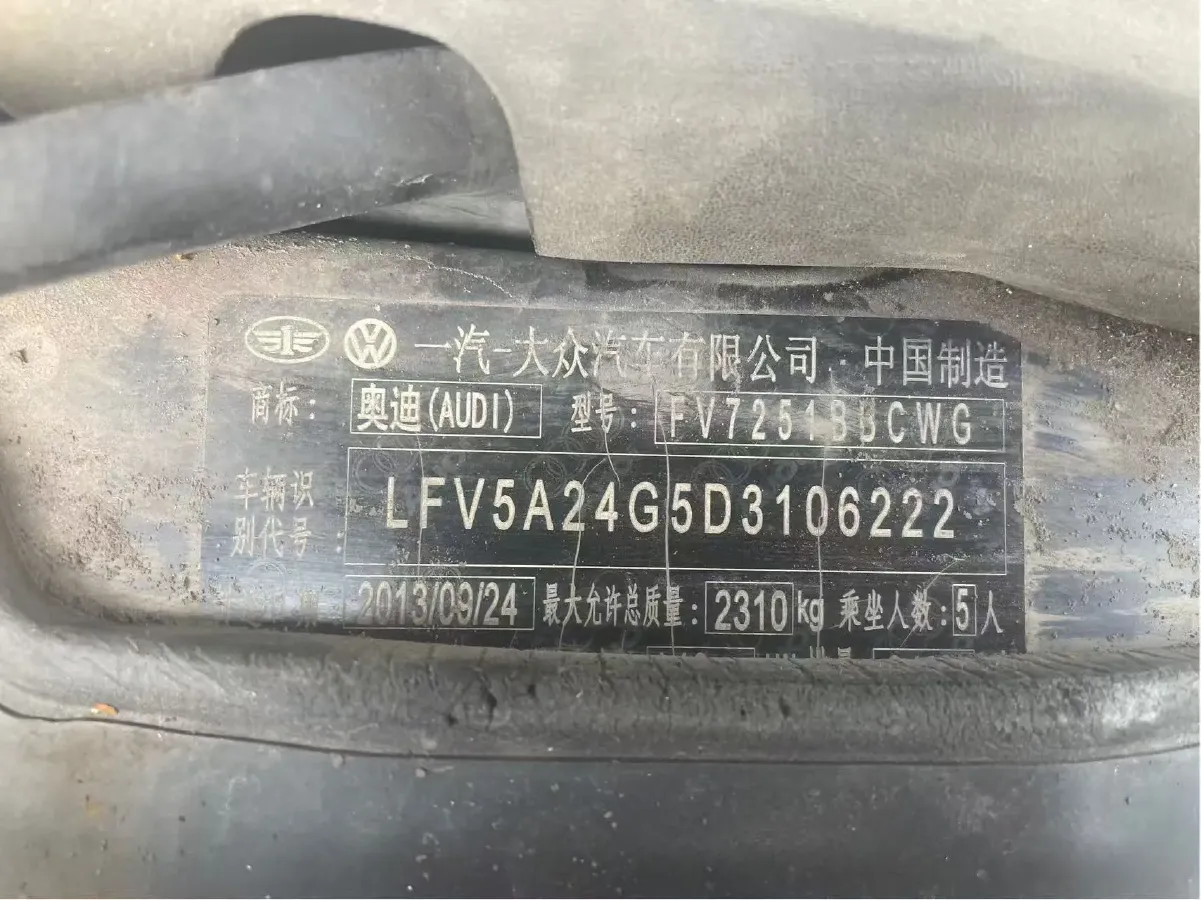 一汽-大众汽车有限公司·中国制造
商标: 奥迪(AUDI) 型号: FV7251BBCWG
车辆识别代号: LFV5A24G5D3106222
2013/09/24 最大允许总质量: 2310kg 乘坐人数: 5人